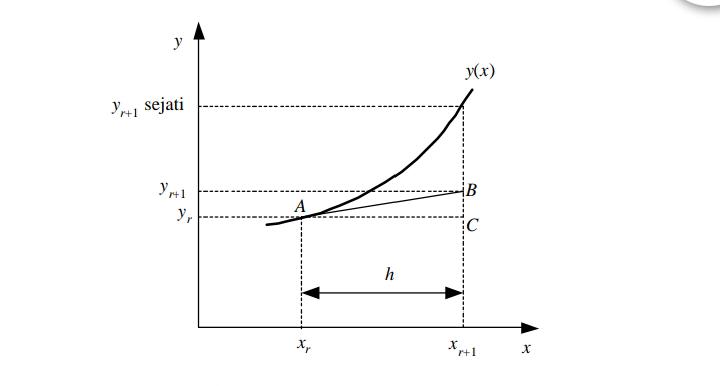 y
y(x)
y_{r+1} sejati
y_{r+1}
B
A
y_r
C
h
x_r
x_{r+1}
x